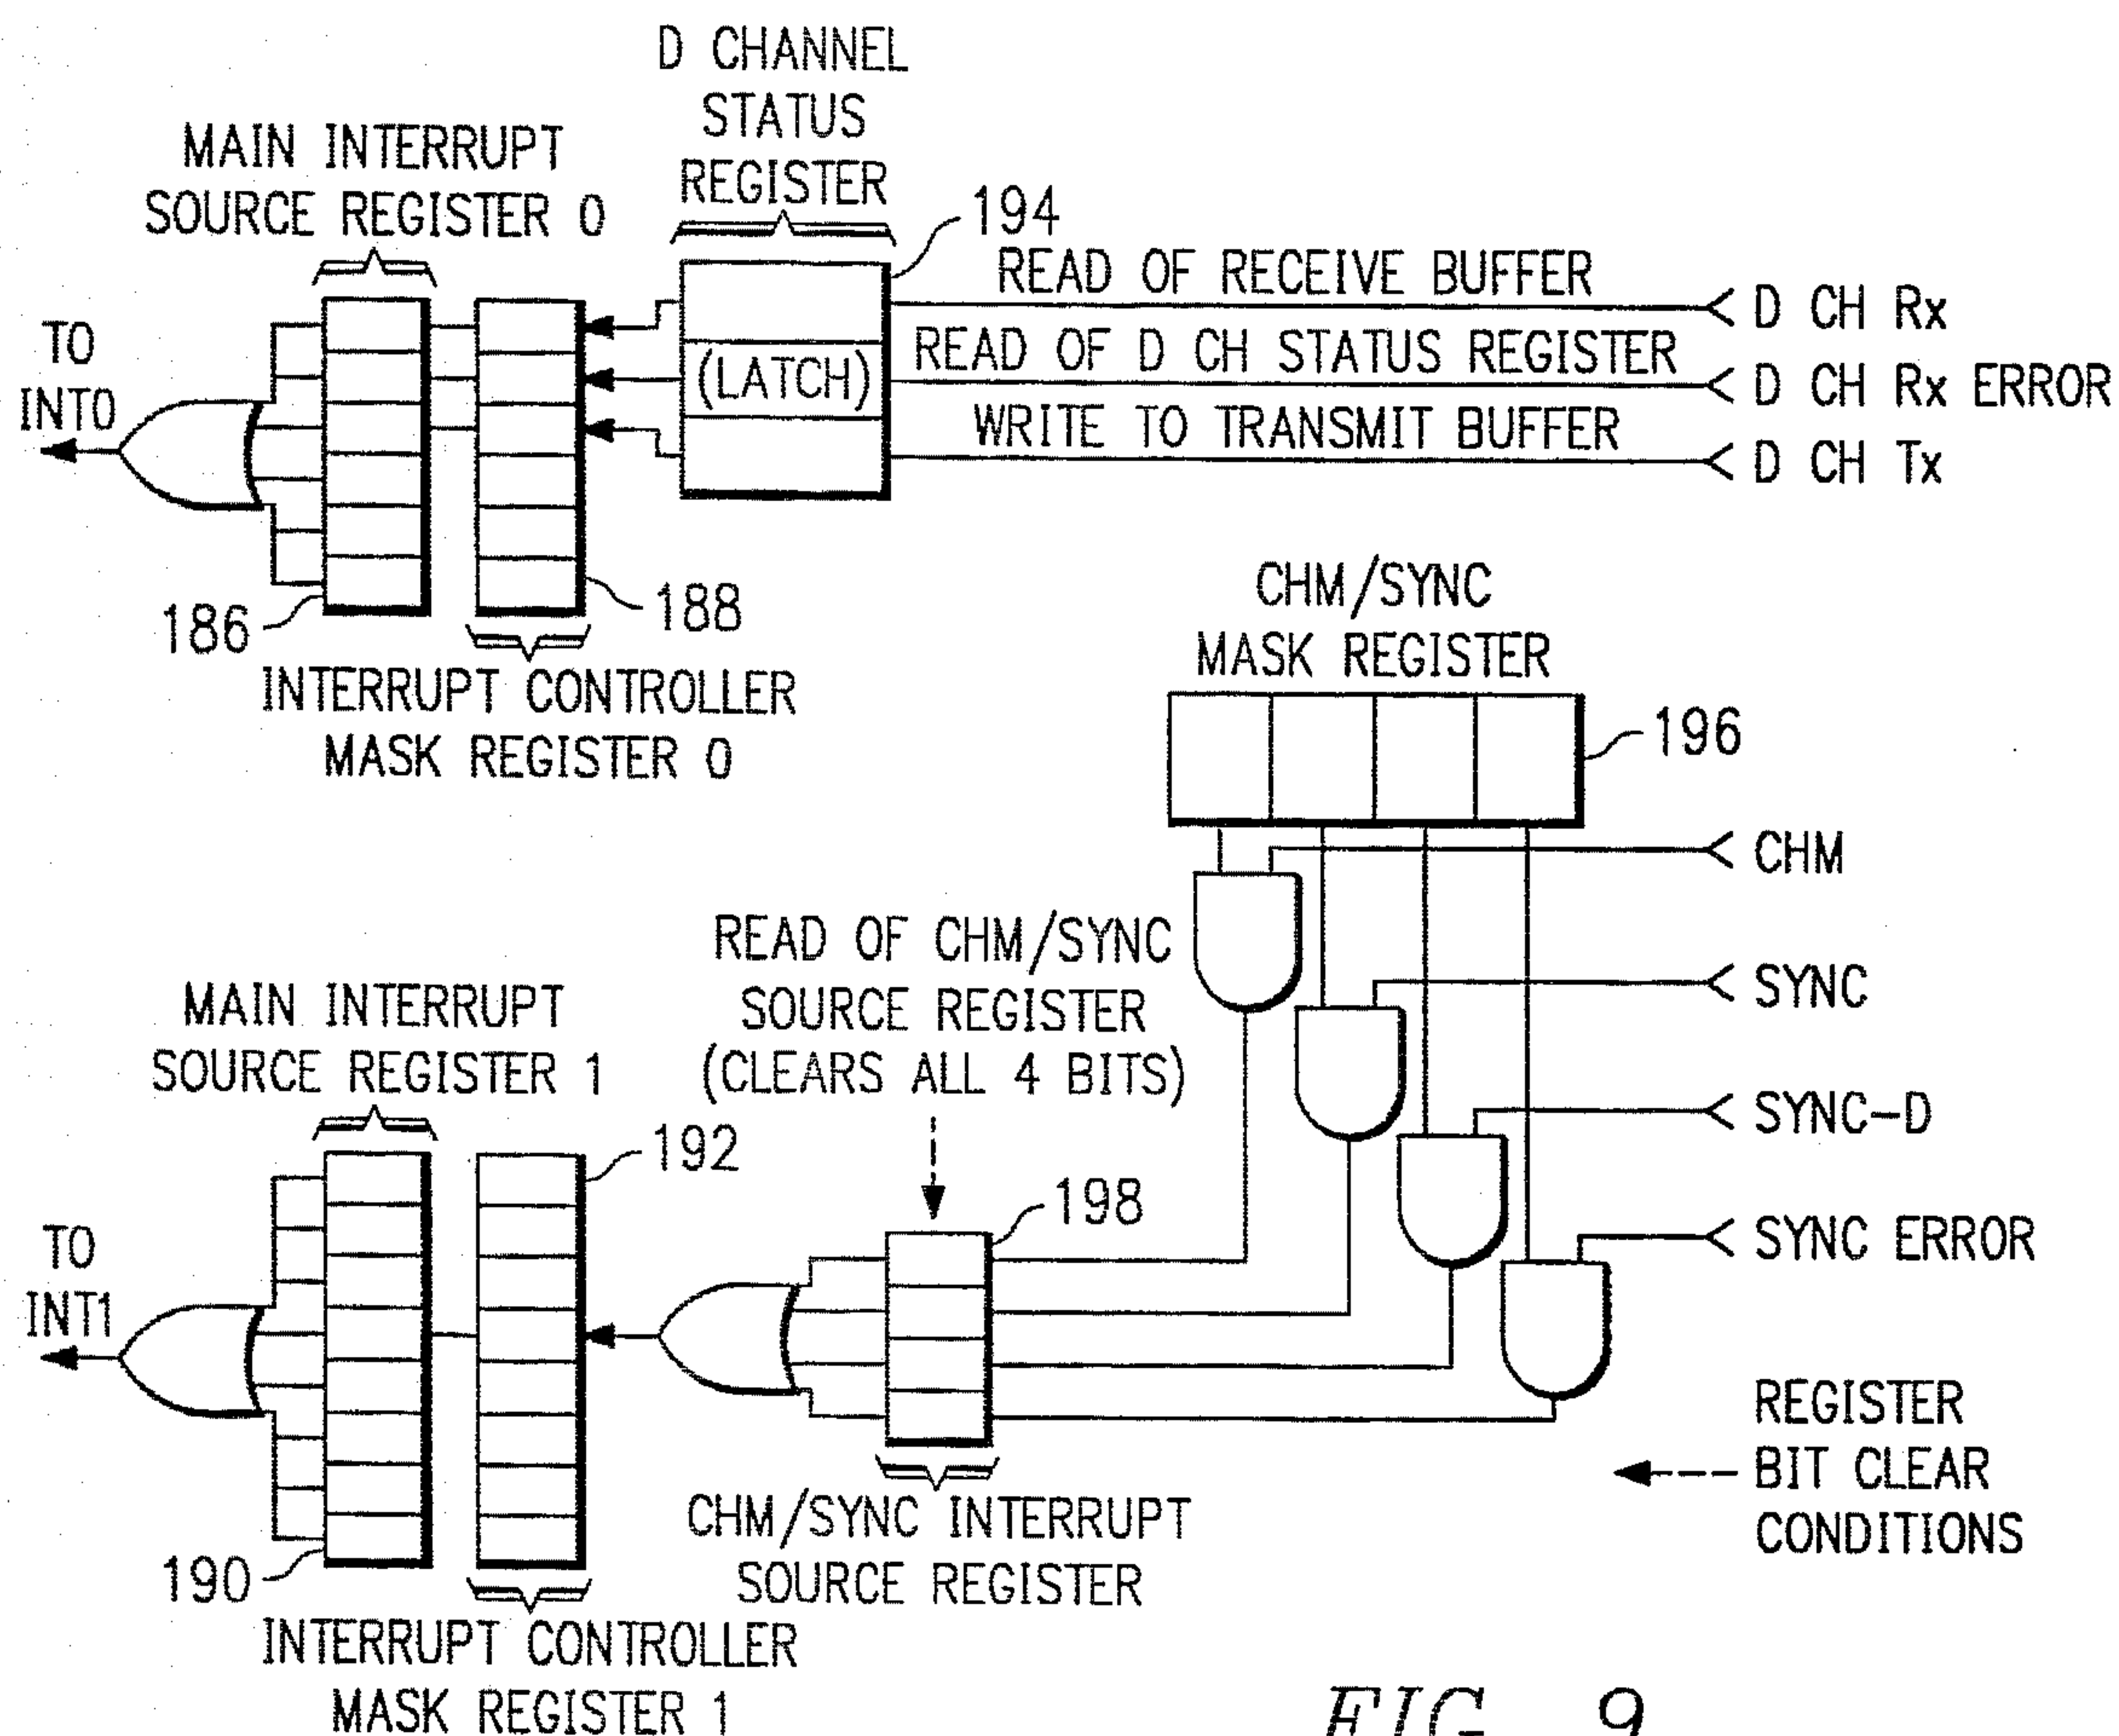 D CHANNEL
STATUS
REGISTER
MAIN INTERRUPT
SOURCE REGISTER 0
194
READ OF RECEIVE BUFFER
D CH Rx
TO
INT0
(LATCH)
READ OF D CH STATUS REGISTER
D CH Rx ERROR
WRITE TO TRANSMIT BUFFER
D CH Tx
186
188
INTERRUPT CONTROLLER
MASK REGISTER 0
CHM/SYNC
MASK REGISTER
196
CHM
SYNC
SYNC-D
SYNC ERROR
READ OF CHM/SYNC
SOURCE REGISTER
(CLEARS ALL 4 BITS)
MAIN INTERRUPT
SOURCE REGISTER 1
192
198
TO
INT1
190
CHM/SYNC INTERRUPT
SOURCE REGISTER
INTERRUPT CONTROLLER
MASK REGISTER 1
REGISTER
BIT CLEAR
CONDITIONS
FIG. 9